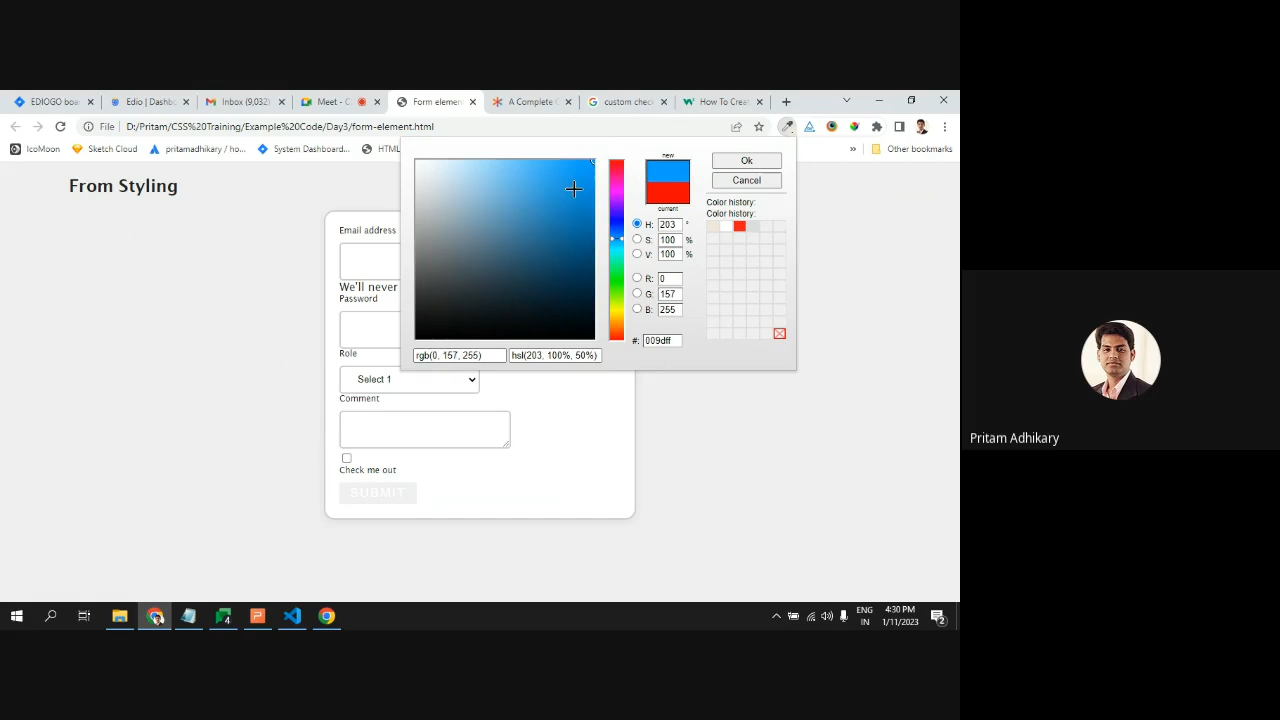 EDIOGO boa
Edio | Dashb
Inbox (9,032)
Meet - C
Form elemen
A Complete
custom chec
How To Crea
File
D:/Pritam/CSS%20Training/Example%20Code/Day3/form-element.html
IcoMoon
Sketch Cloud
pritamadhikary / ho...
System Dashboard...
HTML
»
Other bookmarks
From Styling
Email address
We'll never
Password
Role
Select 1
Comment
Check me out
SUBMIT
new
current
Ok
Cancel
Color history:
Color history:
H: 203 °
S: 100 %
V: 100 %
R: 0
G: 157
B: 255
#: 009dff
rgb(0, 157, 255)
hsl(203, 100%, 50%)
Pritam Adhikary
4
ENG
IN
4:30 PM
1/11/2023
2